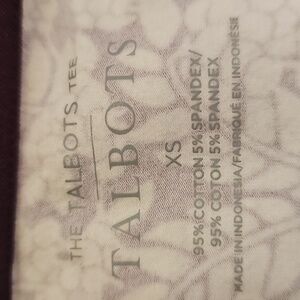 THE TALBOTS TEE
TALBOTS
XS
95% COTTON 5% SPANDEX/
95% COTON 5% SPANDEX
MADE IN INDONESIA/FABRIQUÉ EN INDONÉSIE